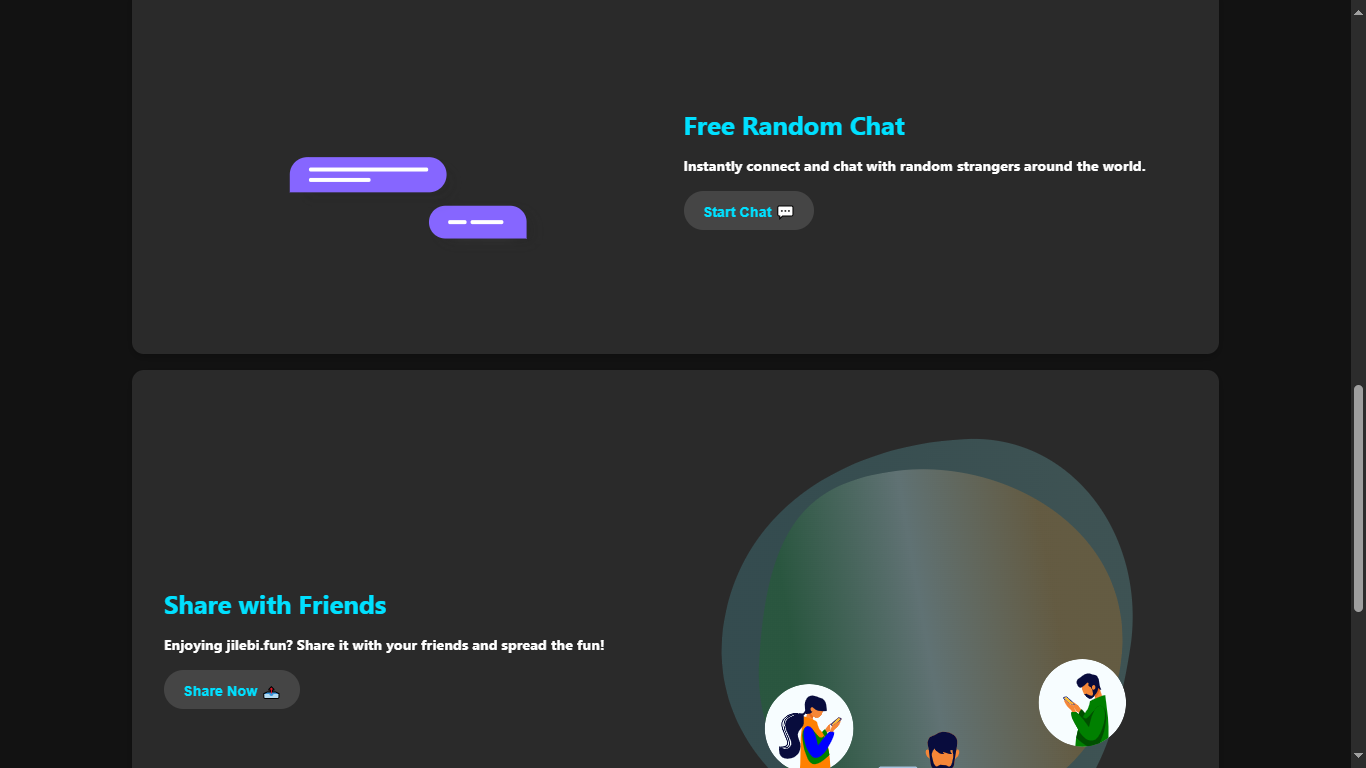 Free Random Chat
Instantly connect and chat with random strangers around the world.
Start Chat 💬
Share with Friends
Enjoying jilebi.fun? Share it with your friends and spread the fun!
Share Now 📤